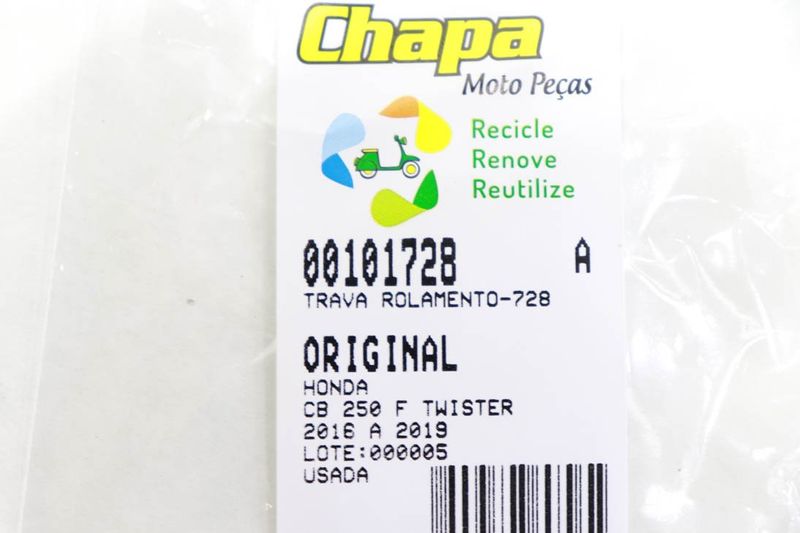 Chapa
Moto Peças
Recicle
Renove
Reutilize
00101728 A
TRAVA ROLAMENTO-728
ORIGINAL
HONDA
CB 250 F TWISTER
2016 A 2019
LOTE:000005
USADA